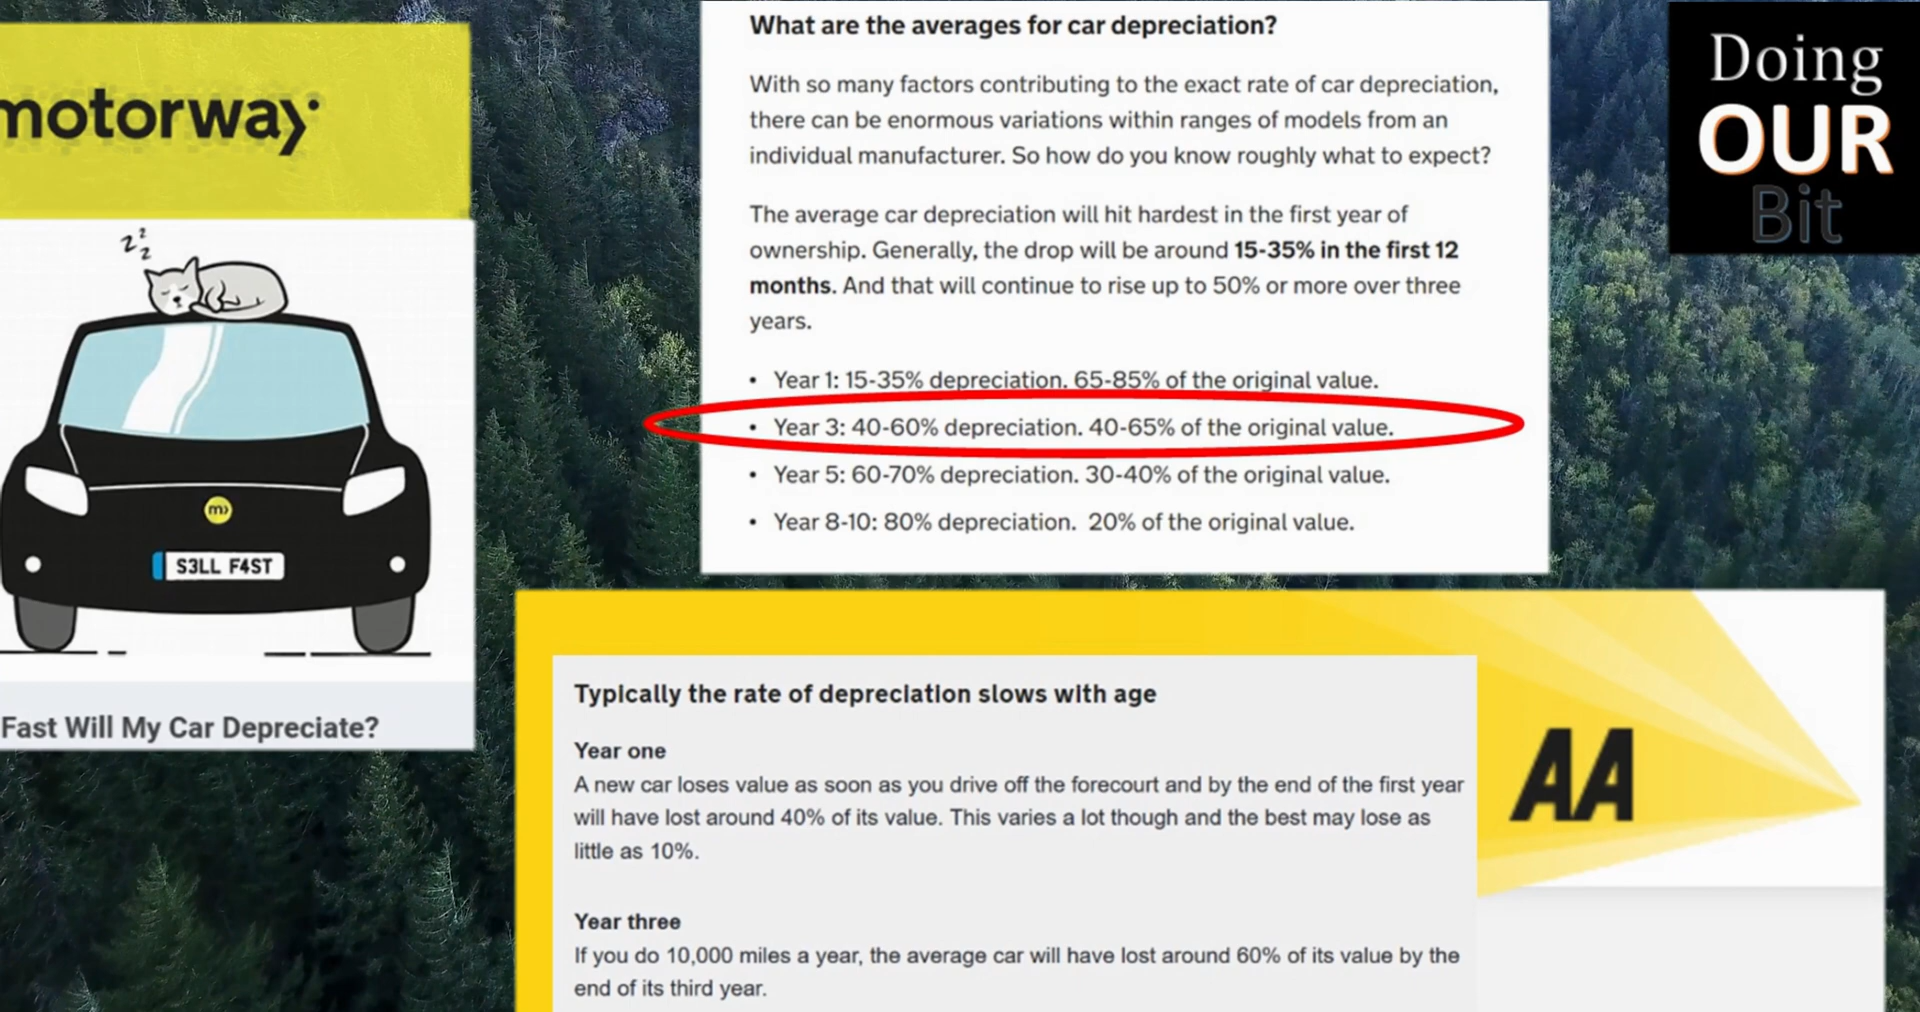 motorway
z z z
m
S3LL F4ST
Fast Will My Car Depreciate?
What are the averages for car depreciation?
With so many factors contributing to the exact rate of car depreciation,
there can be enormous variations within ranges of models from an
individual manufacturer. So how do you know roughly what to expect?
The average car depreciation will hit hardest in the first year of
ownership. Generally, the drop will be around 15-35% in the first 12
months. And that will continue to rise up to 50% or more over three
years.
• Year 1: 15-35% depreciation. 65-85% of the original value.
• Year 3: 40-60% depreciation. 40-65% of the original value.
• Year 5: 60-70% depreciation. 30-40% of the original value.
• Year 8-10: 80% depreciation. 20% of the original value.
Doing
OUR
Bit
Typically the rate of depreciation slows with age
Year one
A new car loses value as soon as you drive off the forecourt and by the end of the first year
will have lost around 40% of its value. This varies a lot though and the best may lose as
little as 10%.
Year three
If you do 10,000 miles a year, the average car will have lost around 60% of its value by the
end of its third year.
AA